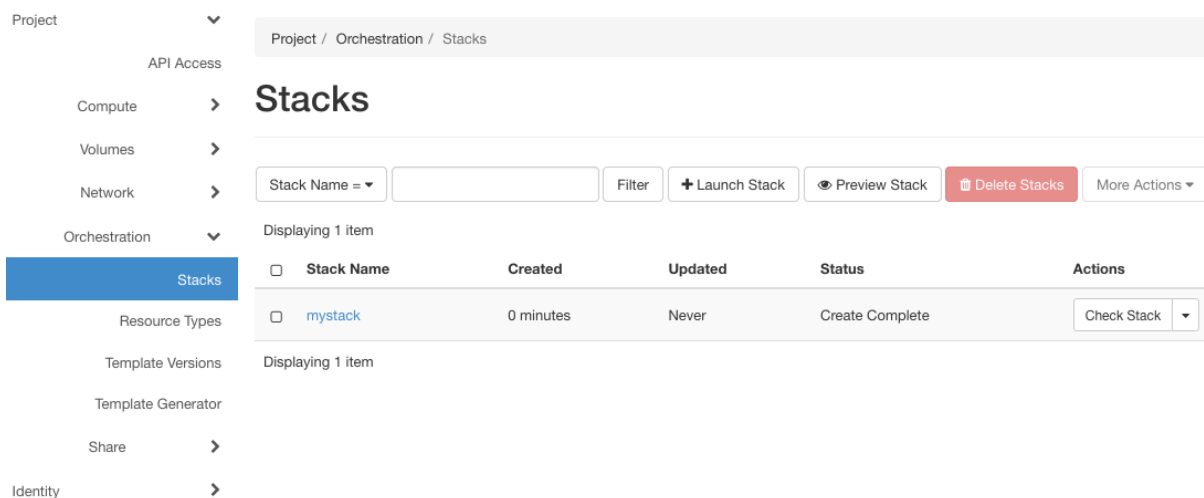 Project
API Access
Compute
Volumes
Network
Orchestration
Stacks
Resource Types
Template Versions
Template Generator
Share
Identity
Project / Orchestration / Stacks
Stacks
Stack Name = Filter Launch Stack Preview Stack Delete Stacks More Actions
Displaying 1 item
Stack Name Created Updated Status Actions
mystack 0 minutes Never Create Complete Check Stack
Displaying 1 item